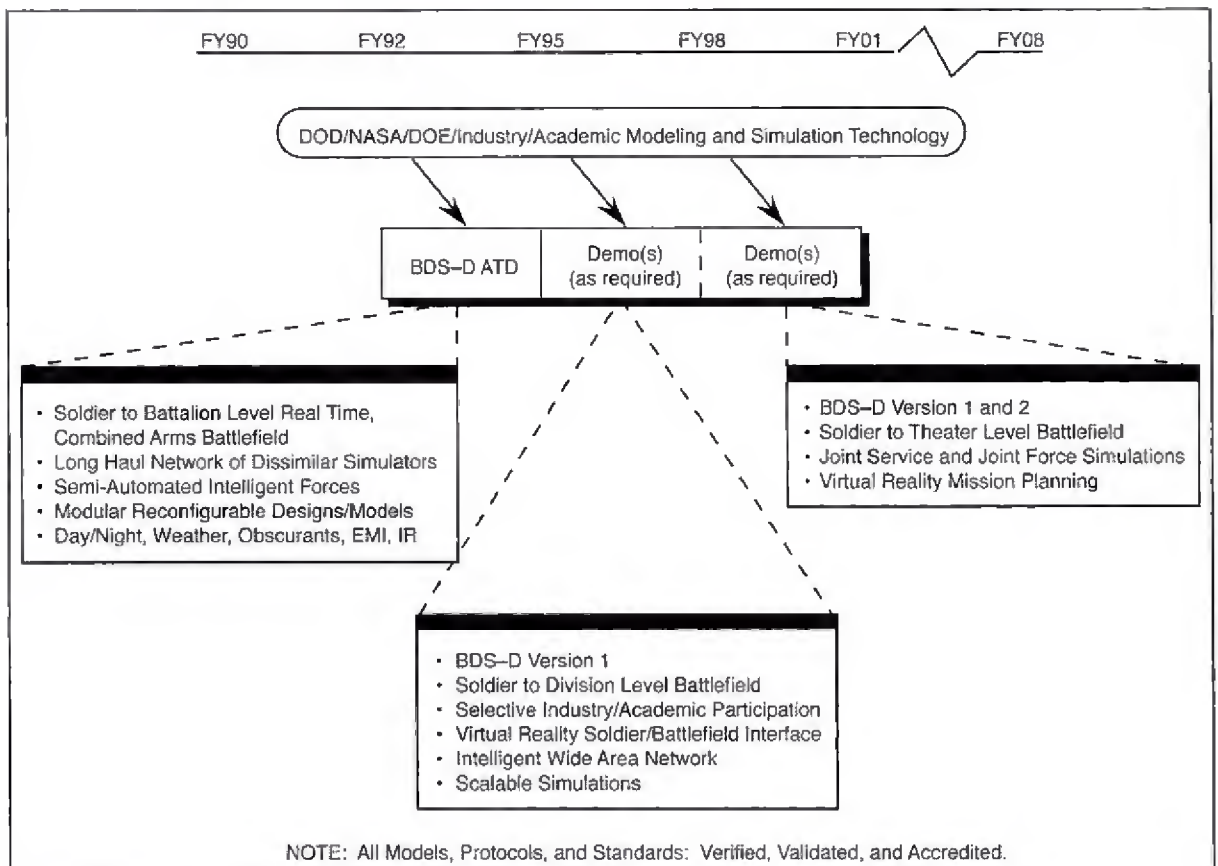 FY90 FY92 FY95 FY98 FY01 FY08
DOD/NASA/DOE/Industry/Academic Modeling and Simulation Technology
BDS–D ATD
Demo(s)
(as required)
Demo(s)
(as required)
• Soldier to Battalion Level Real Time,
Combined Arms Battlefield
• Long Haul Network of Dissimilar Simulators
• Semi-Automated Intelligent Forces
• Modular Reconfigurable Designs/Models
• Day/Night, Weather, Obscurants, EMI, IR
• BDS–D Version 1 and 2
• Soldier to Theater Level Battlefield
• Joint Service and Joint Force Simulations
• Virtual Reality Mission Planning
• BDS–D Version 1
• Soldier to Division Level Battlefield
• Selective Industry/Academic Participation
• Virtual Reality Soldier/Battlefield Interface
• Intelligent Wide Area Network
• Scalable Simulations
NOTE: All Models, Protocols, and Standards: Verified, Validated, and Accredited.